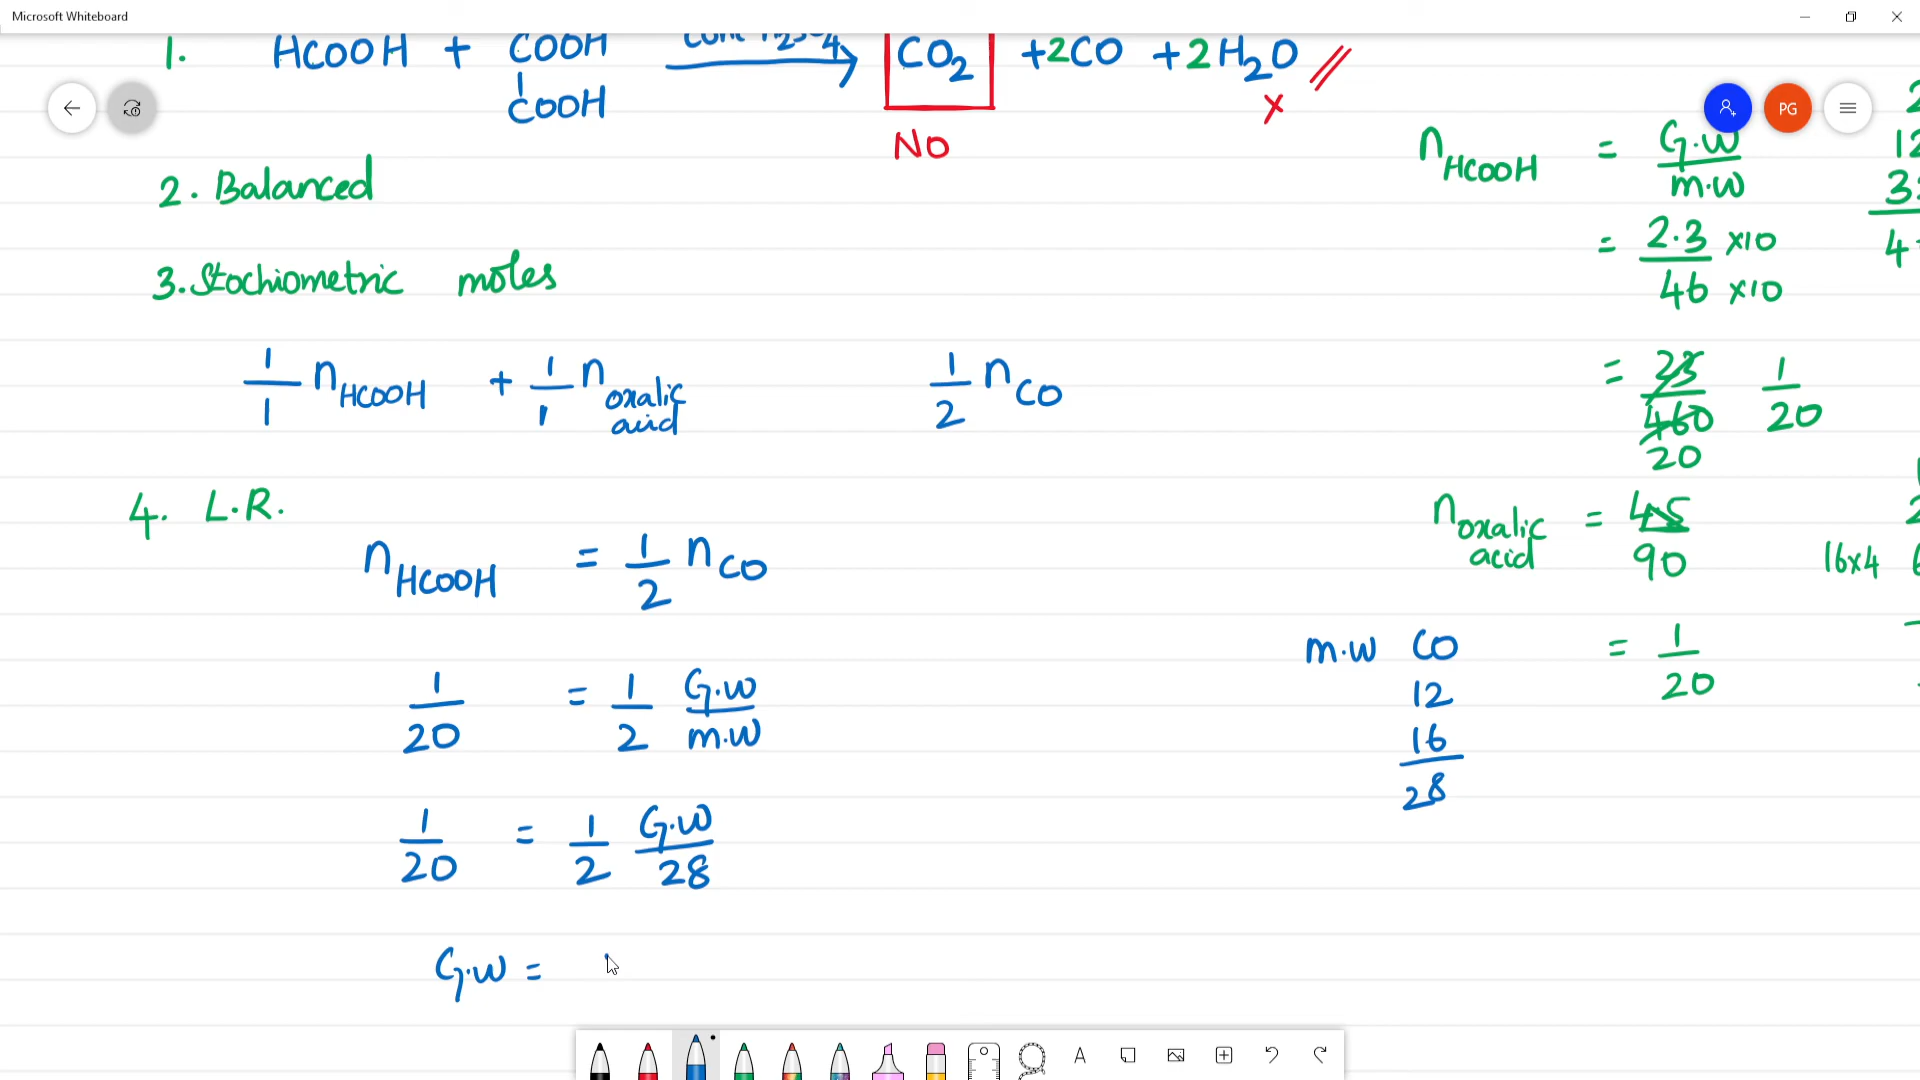 Microsoft Whiteboard
1. HCOOH + COOH CO2 +2CO +2H2O
COOH
NO x
PG
nHCOOH = G.W
m.W
2. Balanced
= 2.3 x10
46 x10
3. Stochiometric moles
1/1 nHCOOH + 1/1 noxalic acid 1/2 nCO
= 23/460 1/20
20
4. L.R.
noxalic acid = 45
90
16x4
nHCOOH = 1/2 nCO
m.W CO = 1/20
12
16
28
1/20 = 1/2 G.W/m.W
1/20 = 1/2 G.W/28
G.W =
A